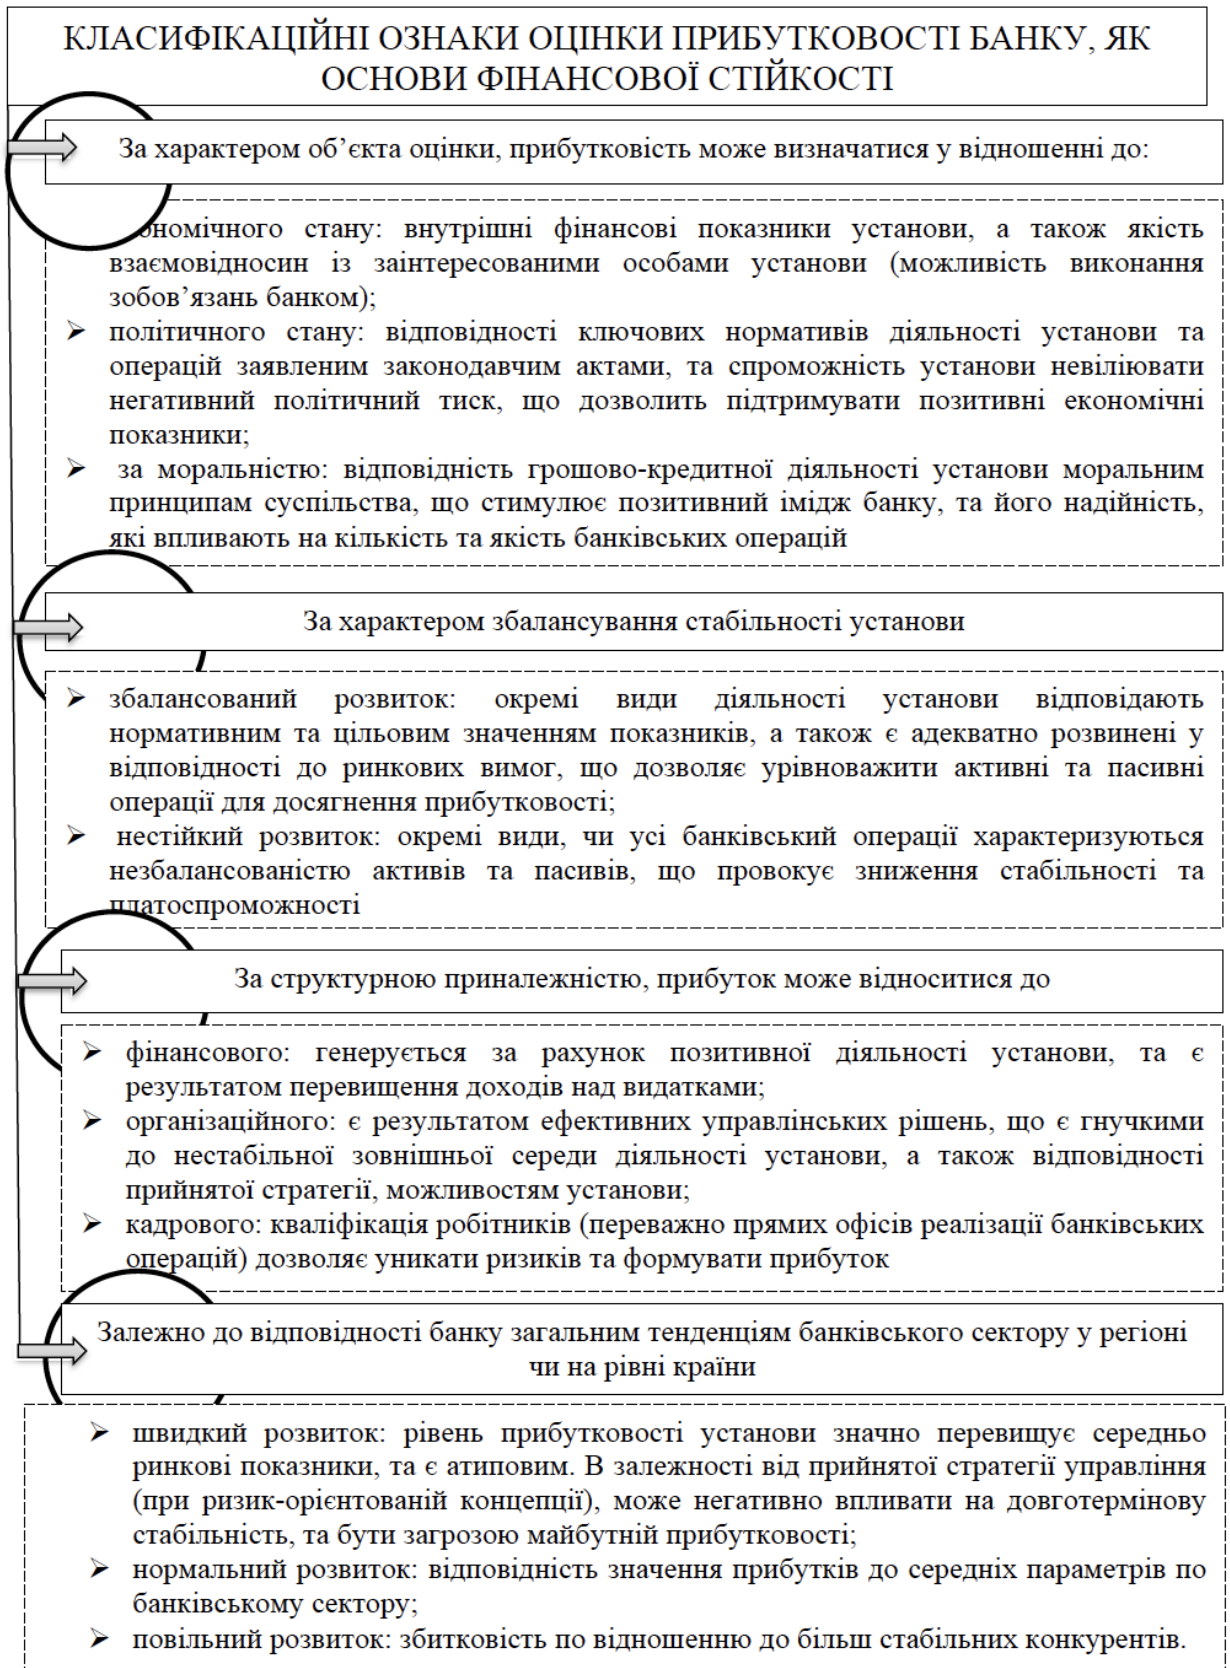 КЛАСИФІКАЦІЙНІ ОЗНАКИ ОЦІНКИ ПРИБУТКОВОСТІ БАНКУ, ЯК
ОСНОВИ ФІНАНСОВОЇ СТІЙКОСТІ
За характером об’єкта оцінки, прибутковість може визначатися у відношенні до:
ономічного стану: внутрішні фінансові показники установи, а також якість
взаємовідносин із заінтересованими особами установи (можливість виконання
зобов’язань банком);
➢ політичного стану: відповідності ключових нормативів діяльності установи та
операцій заявленим законодавчим актами, та спроможність установи невіліювати
негативний політичний тиск, що дозволить підтримувати позитивні економічні
показники;
➢ за моральністю: відповідність грошово-кредитної діяльності установи моральним
принципам суспільства, що стимулює позитивний імідж банку, та його надійність,
які впливають на кількість та якість банківських операцій
За характером збалансування стабільності установи
➢ збалансований розвиток: окремі види діяльності установи відповідають
нормативним та цільовим значенням показників, а також є адекватно розвинені у
відповідності до ринкових вимог, що дозволяє урівноважити активні та пасивні
операції для досягнення прибутковості;
➢ нестійкий розвиток: окремі види, чи усі банківський операції характеризуються
незбалансованістю активів та пасивів, що провокує зниження стабільності та
платоспроможності
За структурною приналежністю, прибуток може відноситися до
➢ фінансового: генерується за рахунок позитивної діяльності установи, та є
результатом перевищення доходів над видатками;
➢ організаційного: є результатом ефективних управлінських рішень, що є гнучкими
до нестабільної зовнішньої середи діяльності установи, а також відповідності
прийнятої стратегії, можливостям установи;
➢ кадрового: кваліфікація робітників (переважно прямих офісів реалізації банківських
операцій) дозволяє уникати ризиків та формувати прибуток
Залежно до відповідності банку загальним тенденціям банківського сектору у регіоні
чи на рівні країни
➢ швидкий розвиток: рівень прибутковості установи значно перевищує середньо
ринкові показники, та є атиповим. В залежності від прийнятої стратегії управління
(при ризик-орієнтованій концепції), може негативно впливати на довготермінову
стабільність, та бути загрозою майбутній прибутковості;
➢ нормальний розвиток: відповідність значення прибутків до середніх параметрів по
банківському сектору;
➢ повільний розвиток: збитковість по відношенню до більш стабільних конкурентів.